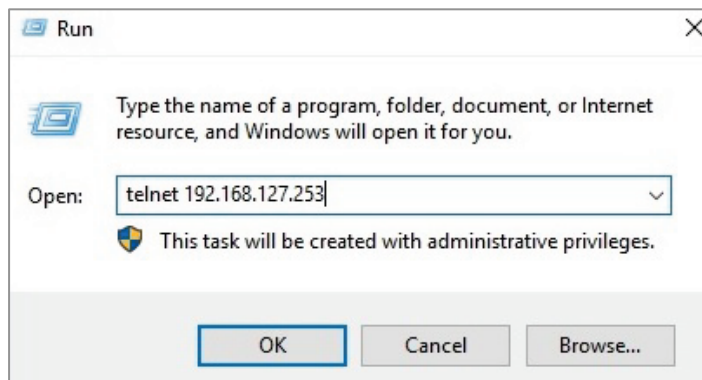 Run
Type the name of a program, folder, document, or Internet
resource, and Windows will open it for you.
Open: telnet 192.168.127.253
This task will be created with administrative privileges.
OK Cancel Browse...